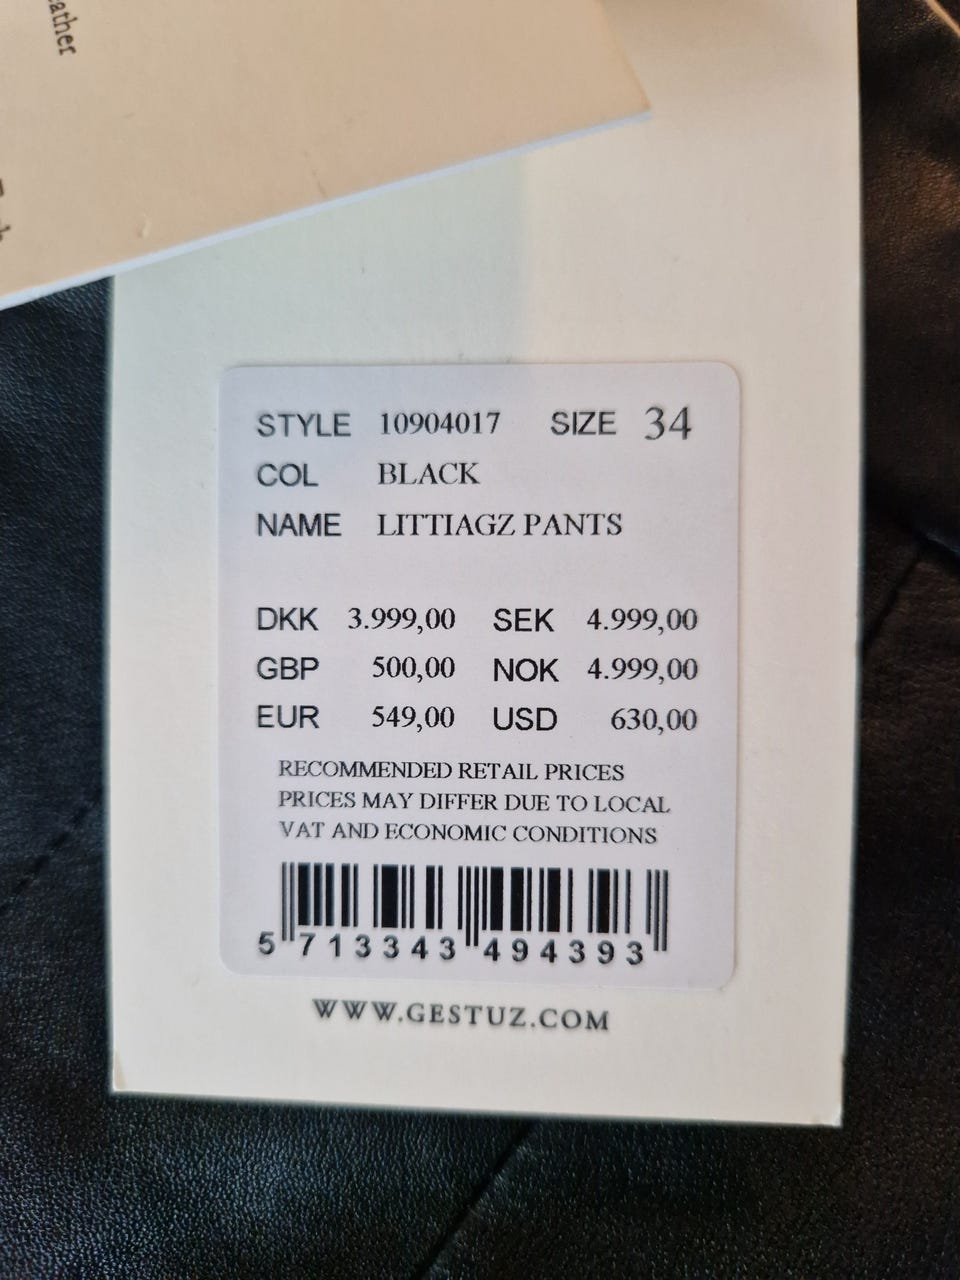 STYLE 10904017 SIZE 34
COL BLACK
NAME LITTIAGZ PANTS
DKK 3.999,00 SEK 4.999,00
GBP 500,00 NOK 4.999,00
EUR 549,00 USD 630,00
RECOMMENDED RETAIL PRICES
PRICES MAY DIFFER DUE TO LOCAL
VAT AND ECONOMIC CONDITIONS
5 713343 494393
WWW.GESTUZ.COM